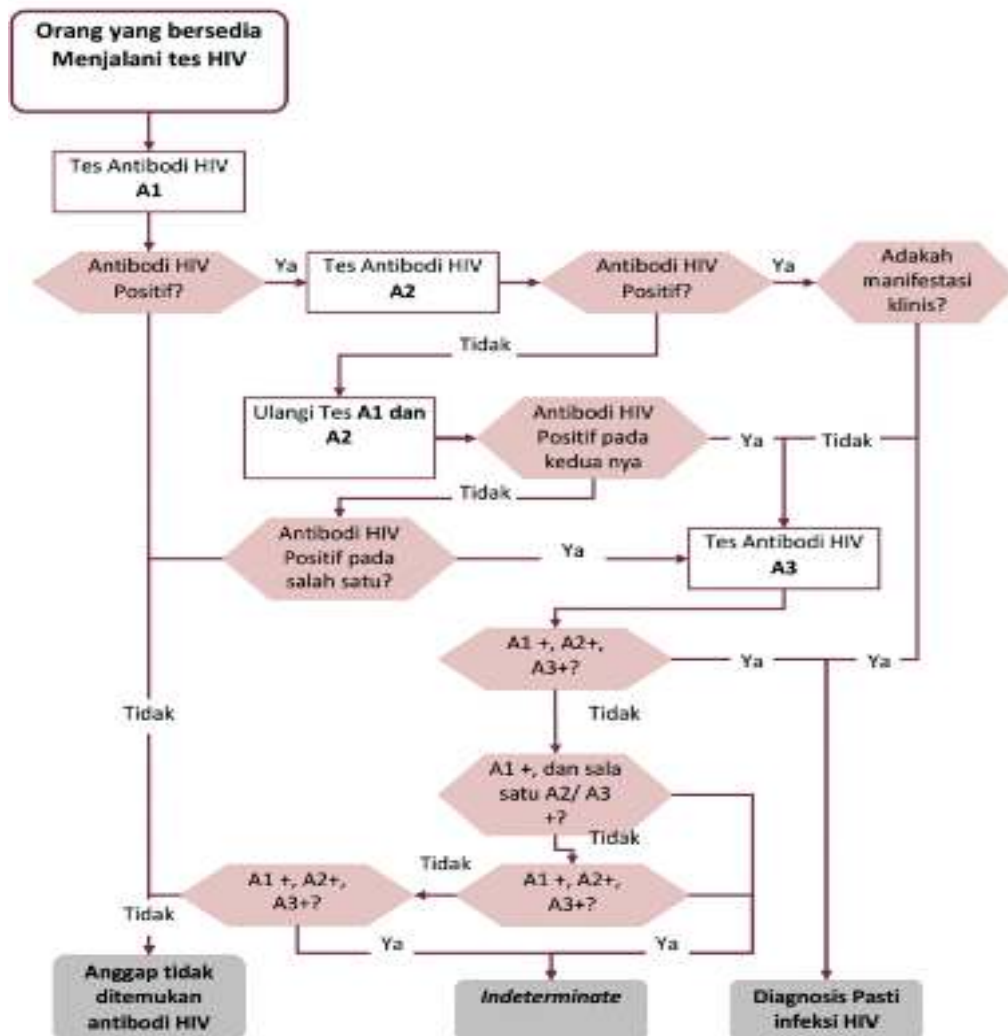 Orang yang bersedia
Menjalani tes HIV
Tes Antibodi HIV
A1
Antibodi HIV
Positif?
Ya
Tes Antibodi HIV
A2
Antibodi HIV
Positif?
Ya
Adakah
manifestasi
klinis?
Tidak
Ulangi Tes A1 dan
A2
Antibodi HIV
Positif pada
kedua nya
Ya
Tidak
Tidak
Antibodi HIV
Positif pada
salah satu?
Ya
Tes Antibodi HIV
A3
A1 +, A2+,
A3+?
Ya
Ya
Tidak
Tidak
A1 +, dan sala
satu A2/ A3
+?
Tidak
Tidak
A1 +, A2+,
A3+?
A1 +, A2+,
A3+?
Tidak
Ya
Ya
Anggap tidak
ditemukan
antibodi HIV
Indeterminate
Diagnosis Pasti
infeksi HIV